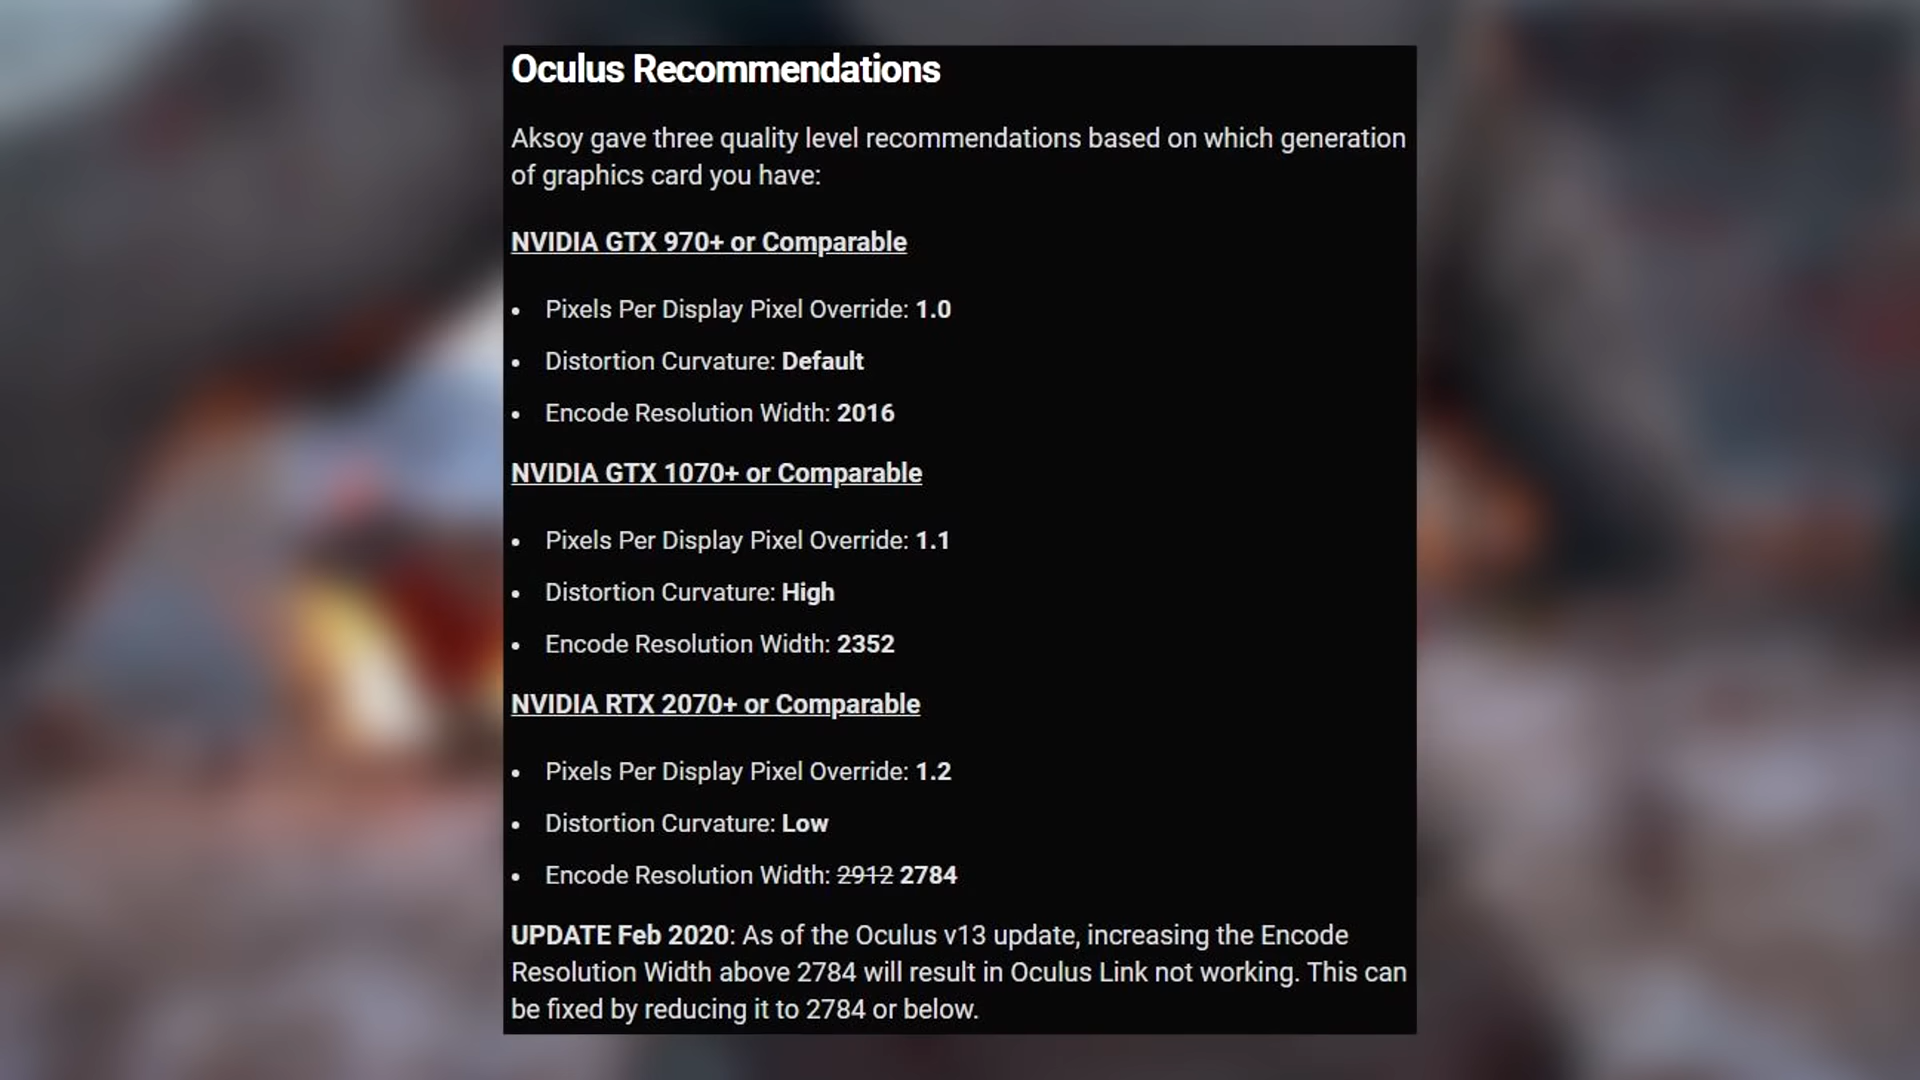 Oculus Recommendations
Aksoy gave three quality level recommendations based on which generation
of graphics card you have:
NVIDIA GTX 970+ or Comparable
• Pixels Per Display Pixel Override: 1.0
• Distortion Curvature: Default
• Encode Resolution Width: 2016
NVIDIA GTX 1070+ or Comparable
• Pixels Per Display Pixel Override: 1.1
• Distortion Curvature: High
• Encode Resolution Width: 2352
NVIDIA RTX 2070+ or Comparable
• Pixels Per Display Pixel Override: 1.2
• Distortion Curvature: Low
• Encode Resolution Width: 2912 2784
UPDATE Feb 2020: As of the Oculus v13 update, increasing the Encode
Resolution Width above 2784 will result in Oculus Link not working. This can
be fixed by reducing it to 2784 or below.